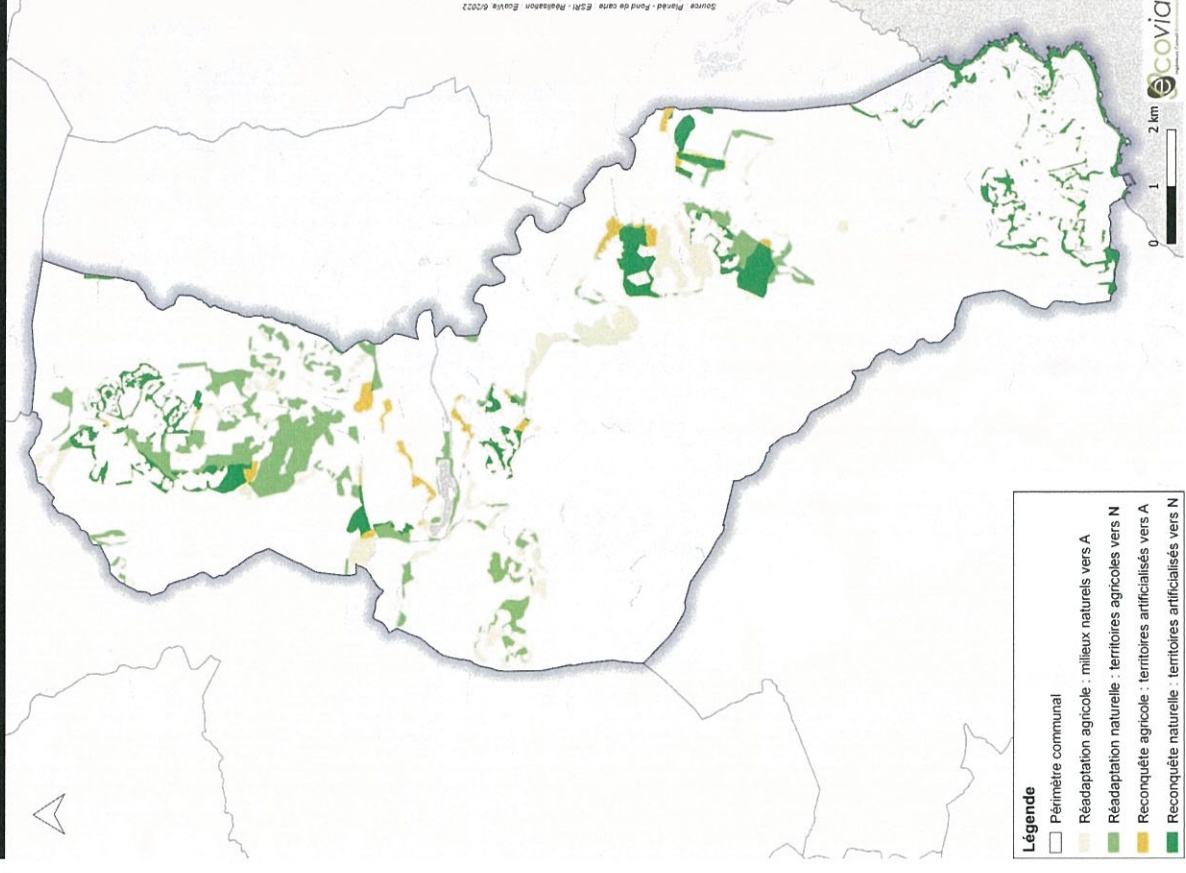 Source : Planed - Fond de carte : ESRI - Réalisation : EcoVia, 6/2022
Légende
Périmètre communal
Réadaptation agricole : milieux naturels vers A
Réadaptation naturelle : territoires agricoles vers N
Reconquête agricole : territoires artificialisés vers A
Reconquête naturelle : territoires artificialisés vers N
0 1 2 km
ecovia